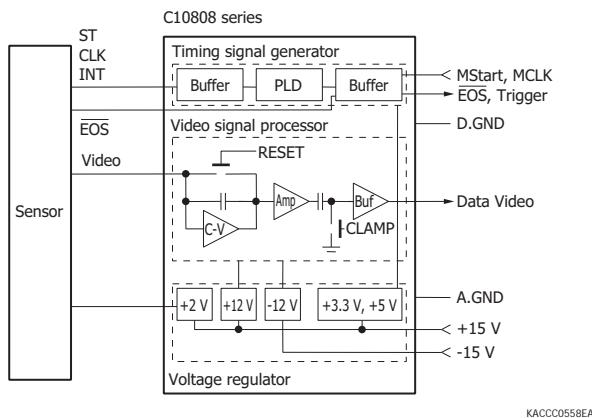 C10808 series
ST
CLK
INT
Timing signal generator
Buffer
PLD
Buffer
MStart, MCLK
EOS, Trigger
EOS
D.GND
Video signal processor
Video
RESET
Sensor
C-V
Amp
Buf
Data Video
CLAMP
+2 V
+12 V
-12 V
+3.3 V, +5 V
A.GND
+15 V
-15 V
Voltage regulator
KACCC0558EA